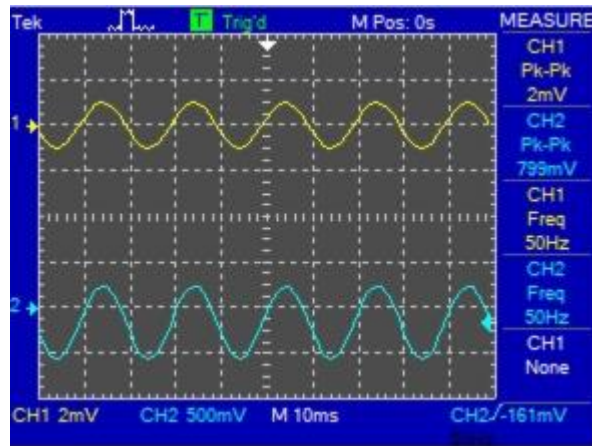 Tek T Trig'd M Pos: 0s MEASURE
CH1
Pk-Pk
2mV
CH2
Pk-Pk
799mV
CH1
Freq
50Hz
CH2
Freq
50Hz
CH1
None
1
2
CH1 2mV CH2 500mV M 10ms CH2 -161mV